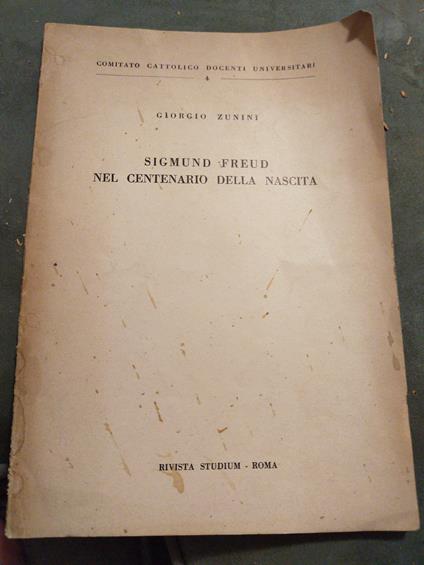 COMITATO CATTOLICO DOCENTI UNIVERSITARI
4
GIORGIO ZUNINI
SIGMUND FREUD
NEL CENTENARIO DELLA NASCITA
RIVISTA STUDIUM - ROMA